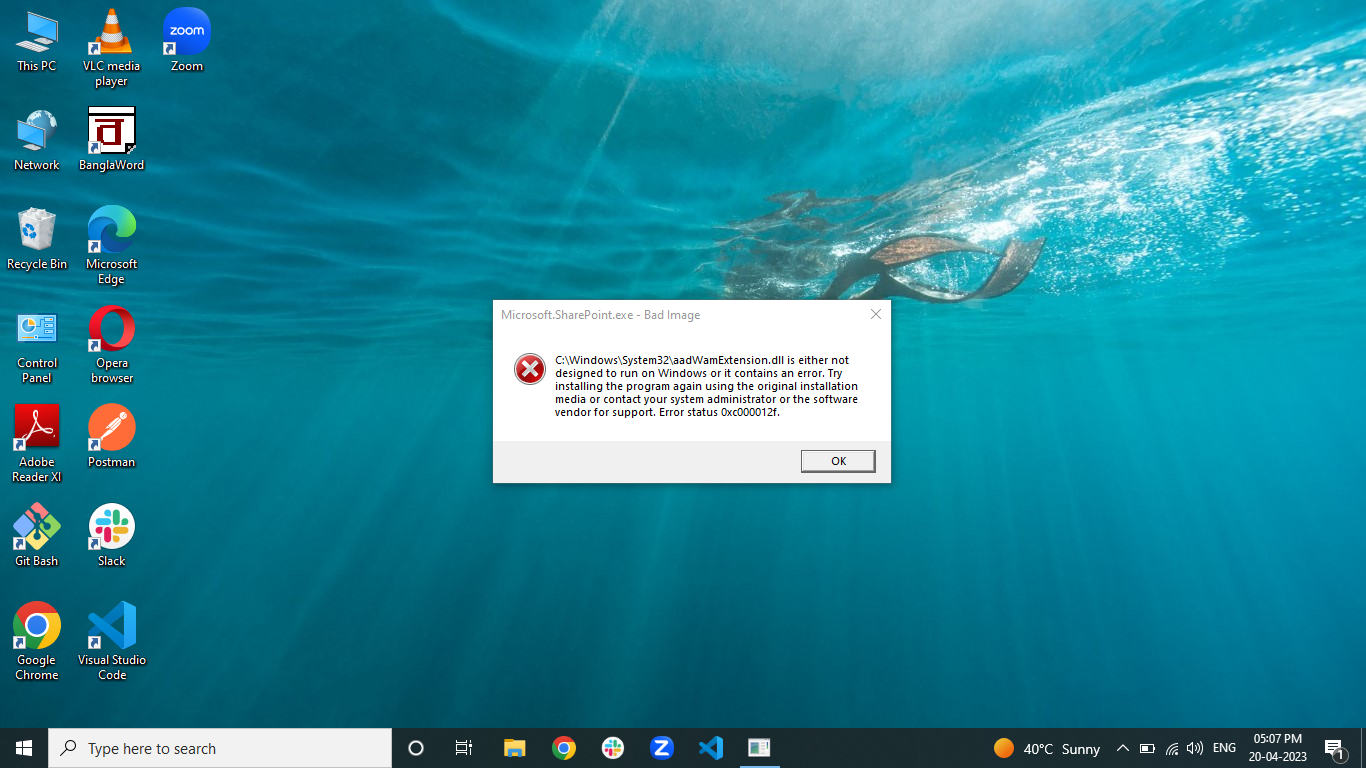 This PC
VLC media
player
zoom
Zoom
Network
BanglaWord
Recycle Bin
Microsoft
Edge
Control
Panel
Opera
browser
Adobe
Reader XI
Postman
Git Bash
Slack
Google
Chrome
Visual Studio
Code
Microsoft.SharePoint.exe - Bad Image
C:\Windows\System32\aadWamExtension.dll is either not
designed to run on Windows or it contains an error. Try
installing the program again using the original installation
media or contact your system administrator or the software
vendor for support. Error status 0xc000012f.
OK
Type here to search
Z
40°C Sunny
ENG
05:07 PM
20-04-2023
1